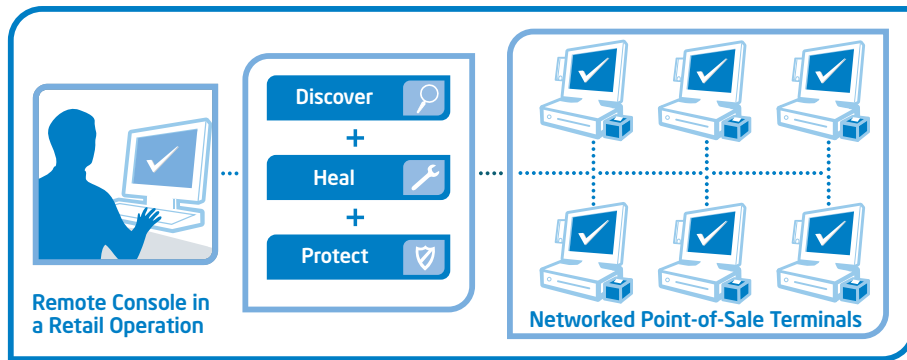 Discover
+
Heal
+
Protect
Remote Console in
a Retail Operation
Networked Point-of-Sale Terminals